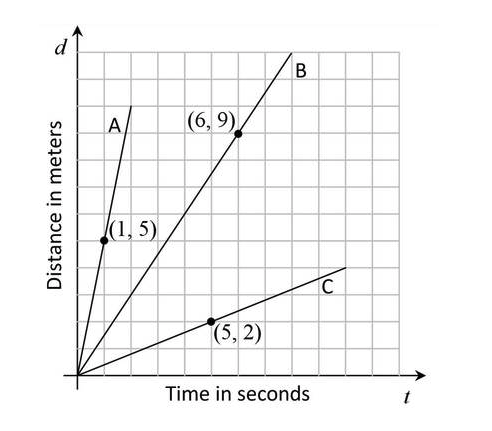 d
B
A
(6, 9)
Distance in meters
(1, 5)
C
(5, 2)
Time in seconds
t